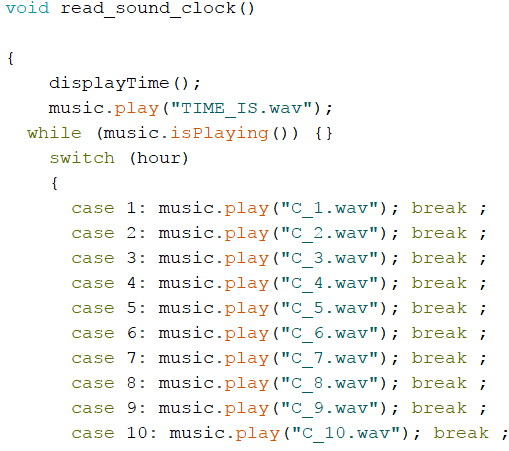 void read_sound_clock()
{
displayTime();
music.play("TIME_IS.wav");
while (music.isPlaying()) {}
switch (hour)
{
case 1: music.play("C_1.wav"); break ;
case 2: music.play("C_2.wav"); break ;
case 3: music.play("C_3.wav"); break ;
case 4: music.play("C_4.wav"); break ;
case 5: music.play("C_5.wav"); break ;
case 6: music.play("C_6.wav"); break ;
case 7: music.play("C_7.wav"); break ;
case 8: music.play("C_8.wav"); break ;
case 9: music.play("C_9.wav"); break ;
case 10: music.play("C_10.wav"); break ;